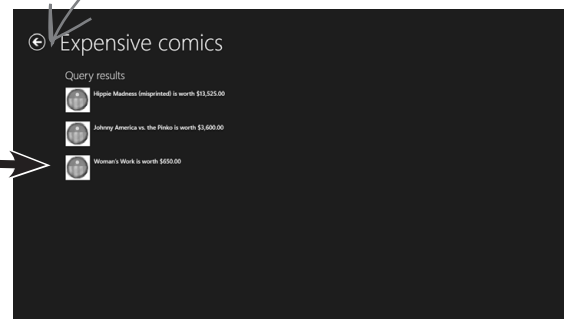 Expensive comics
Query results
Hippie Madness (misprinted) is worth $13,525.00
Johnny America vs. the Pinko is worth $3,600.00
Woman's Work is worth $650.00